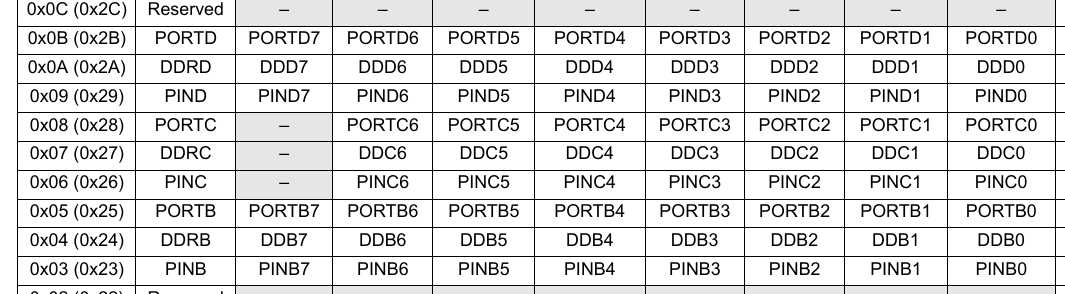 0x0C (0x2C) Reserved – – – – – – – –
0x0B (0x2B) PORTD PORTD7 PORTD6 PORTD5 PORTD4 PORTD3 PORTD2 PORTD1 PORTD0
0x0A (0x2A) DDRD DDD7 DDD6 DDD5 DDD4 DDD3 DDD2 DDD1 DDD0
0x09 (0x29) PIND PIND7 PIND6 PIND5 PIND4 PIND3 PIND2 PIND1 PIND0
0x08 (0x28) PORTC – PORTC6 PORTC5 PORTC4 PORTC3 PORTC2 PORTC1 PORTC0
0x07 (0x27) DDRC – DDC6 DDC5 DDC4 DDC3 DDC2 DDC1 DDC0
0x06 (0x26) PINC – PINC6 PINC5 PINC4 PINC3 PINC2 PINC1 PINC0
0x05 (0x25) PORTB PORTB7 PORTB6 PORTB5 PORTB4 PORTB3 PORTB2 PORTB1 PORTB0
0x04 (0x24) DDRB DDB7 DDB6 DDB5 DDB4 DDB3 DDB2 DDB1 DDB0
0x03 (0x23) PINB PINB7 PINB6 PINB5 PINB4 PINB3 PINB2 PINB1 PINB0